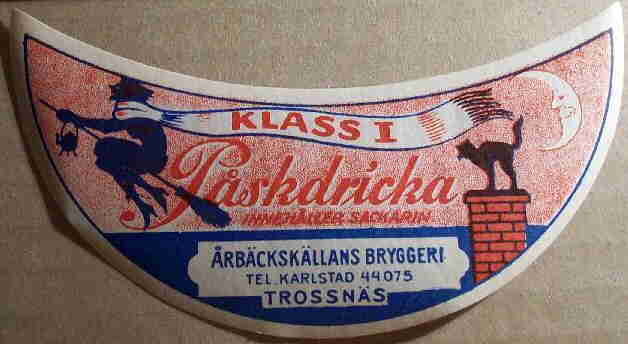 KLASS I
Påskdricka
INNEHÅLLER SACKARIN
ÅRBÄCKSKÄLLANS BRYGGERI
TEL. KARLSTAD 44075
TROSSNÄS